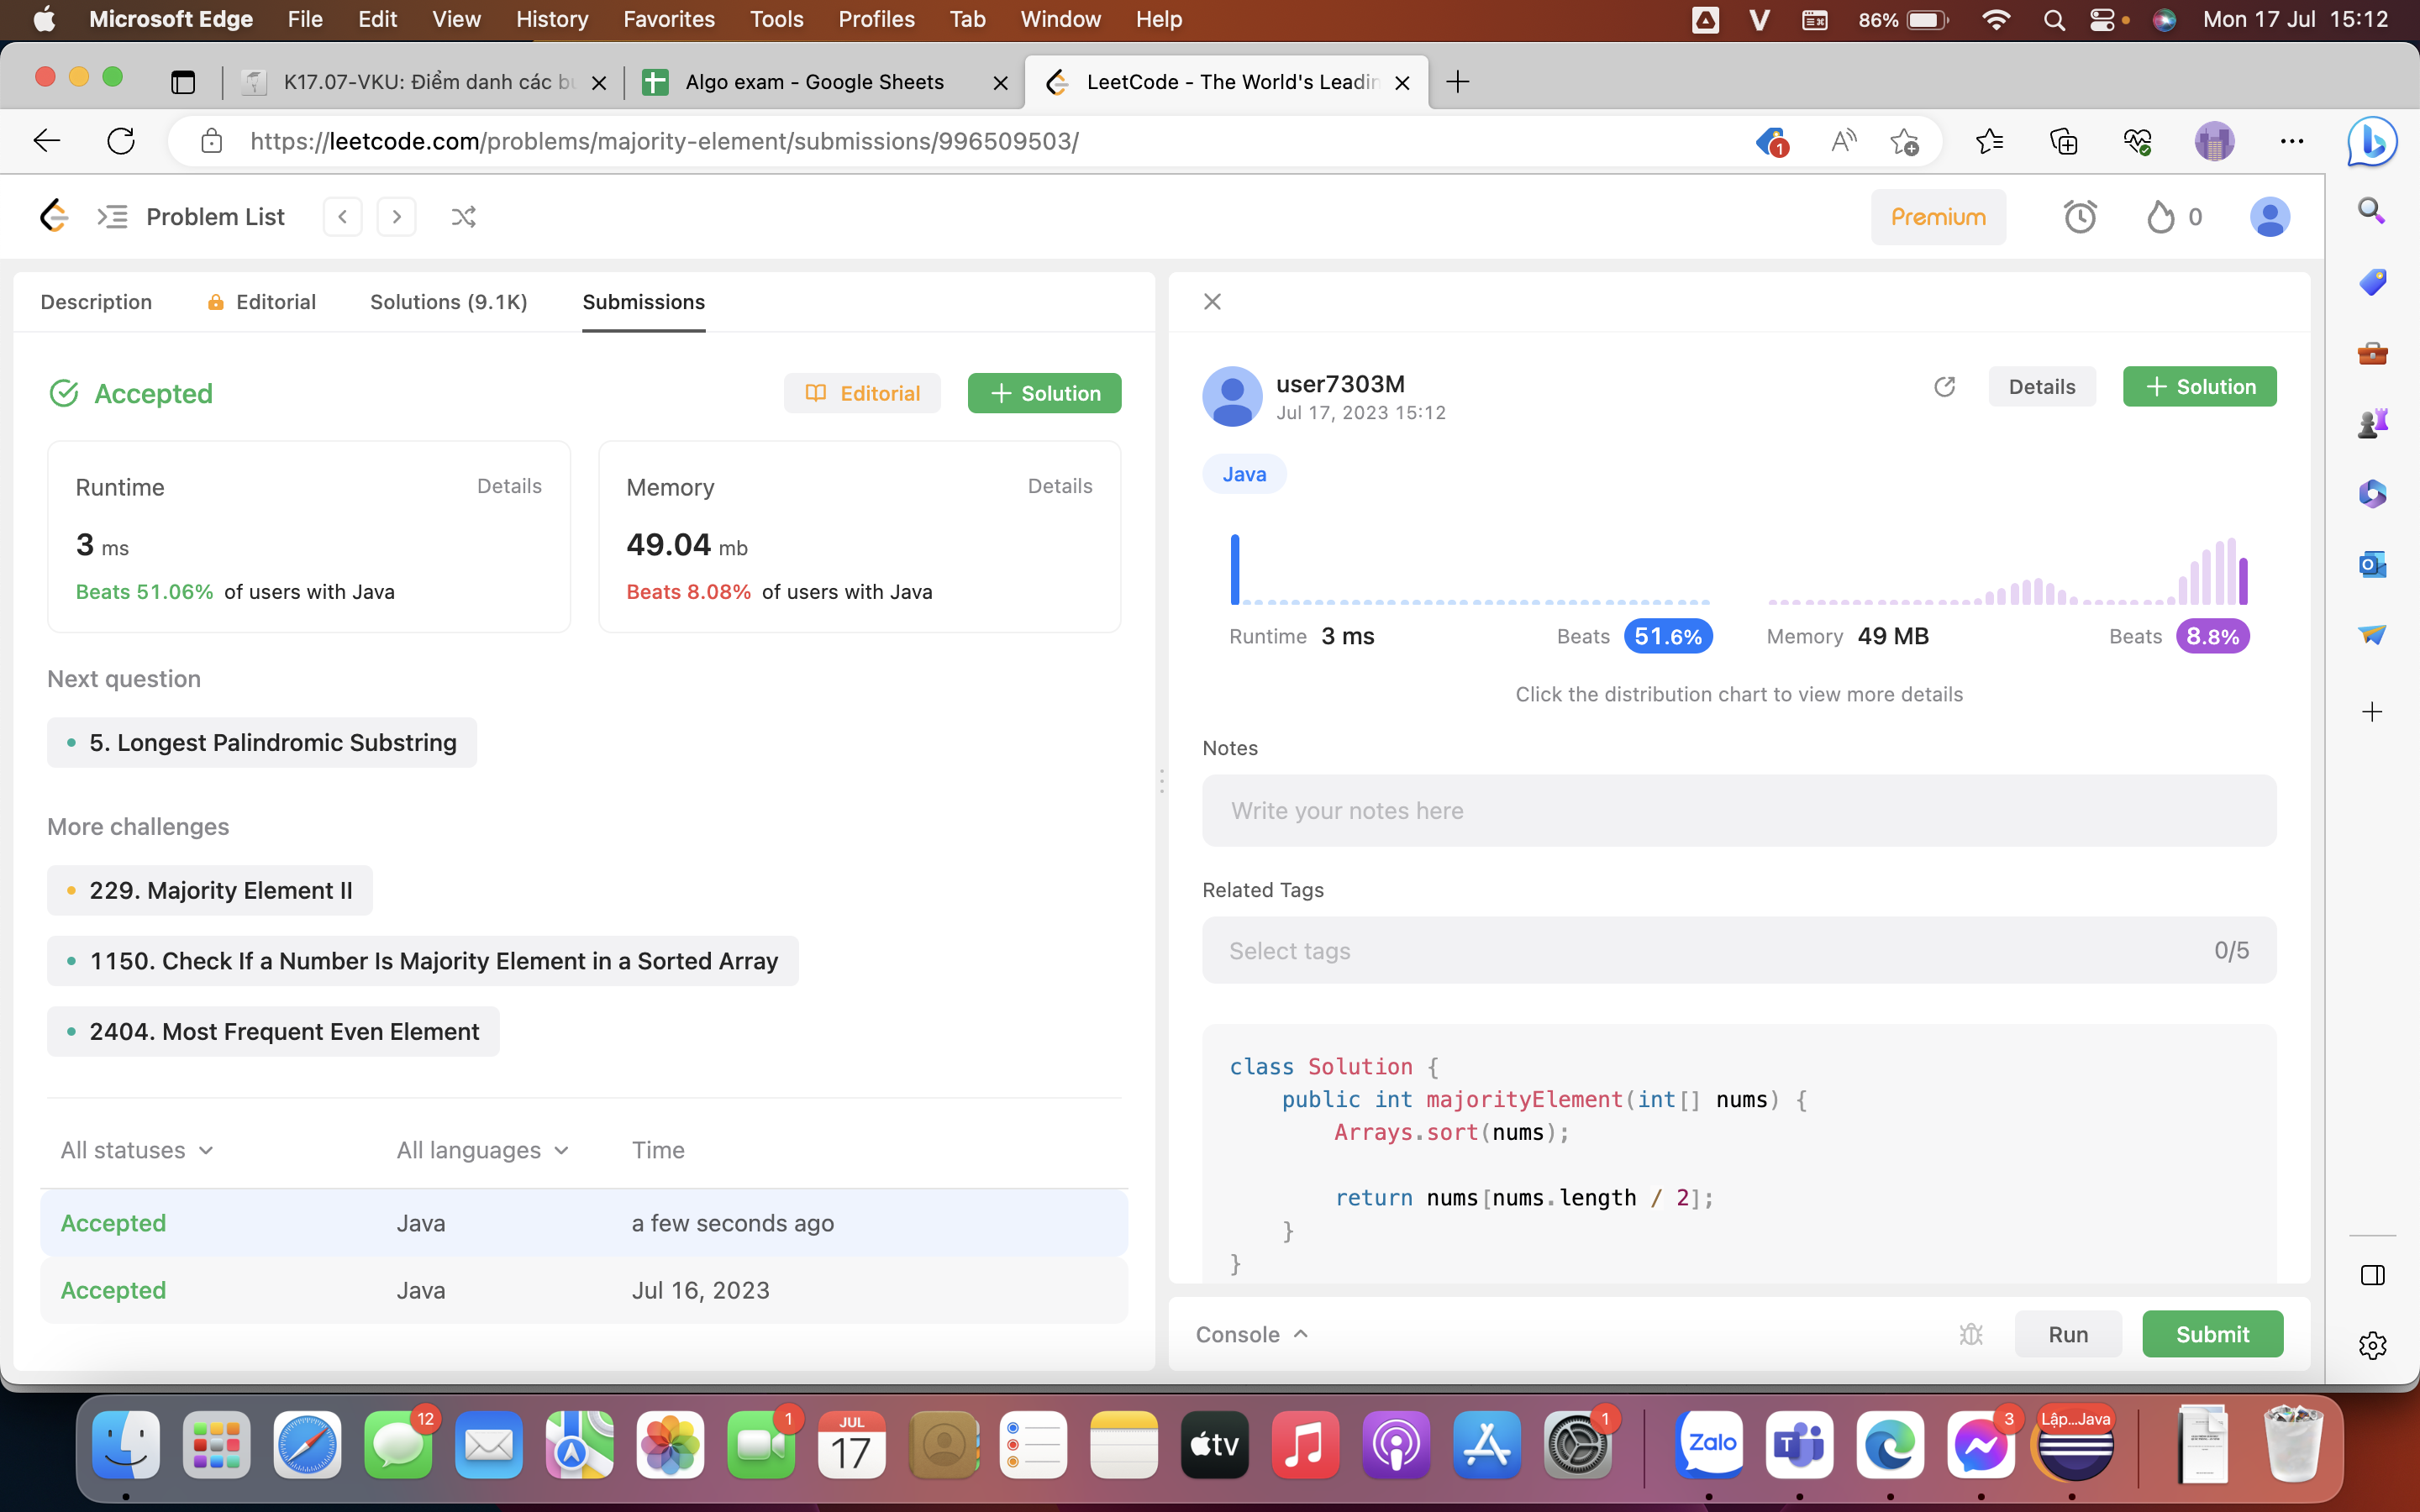 Microsoft Edge File Edit View History Favorites Tools Profiles Tab Window Help 86% Mon 17 Jul 15:12
K17.07-VKU: Điểm danh các bu Algo exam - Google Sheets LeetCode - The World's Leadin
https://leetcode.com/problems/majority-element/submissions/996509503/ 1
Problem List Premium 0
Description Editorial Solutions (9.1K) Submissions
Accepted Editorial + Solution
Runtime Details
3 ms
Beats 51.06% of users with Java
Memory Details
49.04 mb
Beats 8.08% of users with Java
Next question
5. Longest Palindromic Substring
More challenges
229. Majority Element II
1150. Check If a Number Is Majority Element in a Sorted Array
2404. Most Frequent Even Element
All statuses All languages Time
Accepted Java a few seconds ago
Accepted Java Jul 16, 2023
user7303M
Jul 17, 2023 15:12
Details + Solution
Java
Runtime 3 ms Beats 51.6% Memory 49 MB Beats 8.8%
Click the distribution chart to view more details
Notes
Write your notes here
Related Tags
Select tags 0/5
class Solution {
public int majorityElement(int[] nums) {
Arrays.sort(nums);
return nums[nums.length / 2];
}
}
Console Run Submit
12 1 JUL 17 tv 1 Zalo 3 Lập...Java